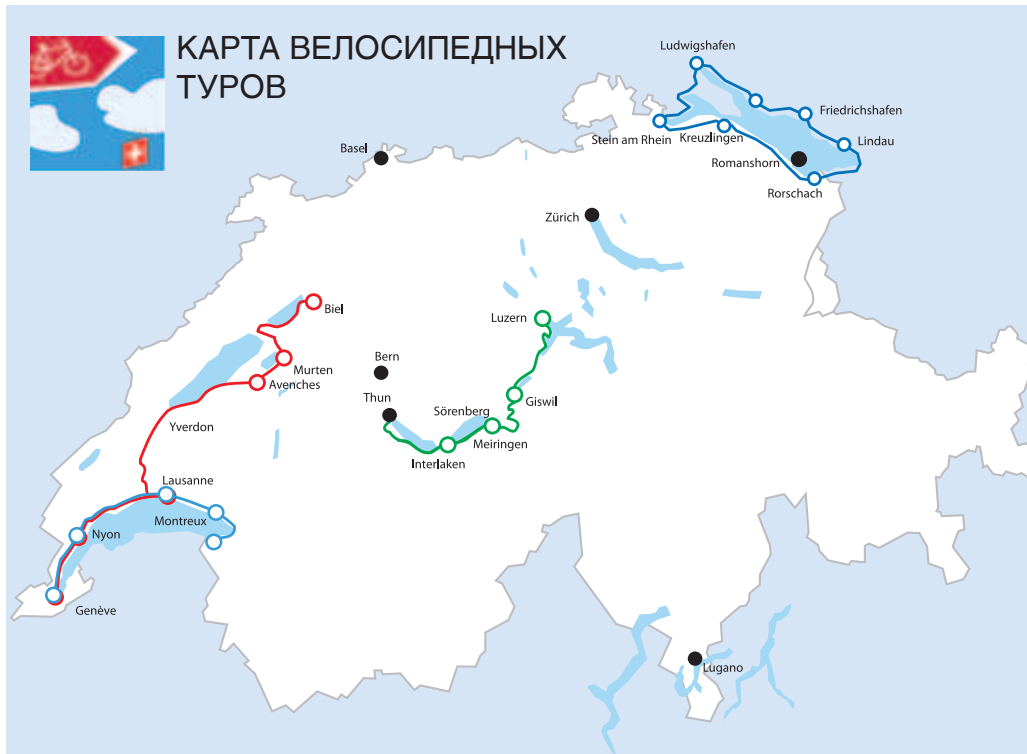 КАРТА ВЕЛОСИПЕДНЫХ
ТУРОВ
Ludwigshafen
Friedrichshafen
Stein am Rhein
Kreuzlingen
Lindau
Basel
Romanshorn
Rorschach
Zürich
Biel
Luzern
Bern
Murten
Avenches
Thun
Giswil
Sörenberg
Yverdon
Meiringen
Interlaken
Lausanne
Montreux
Nyon
Genève
Lugano